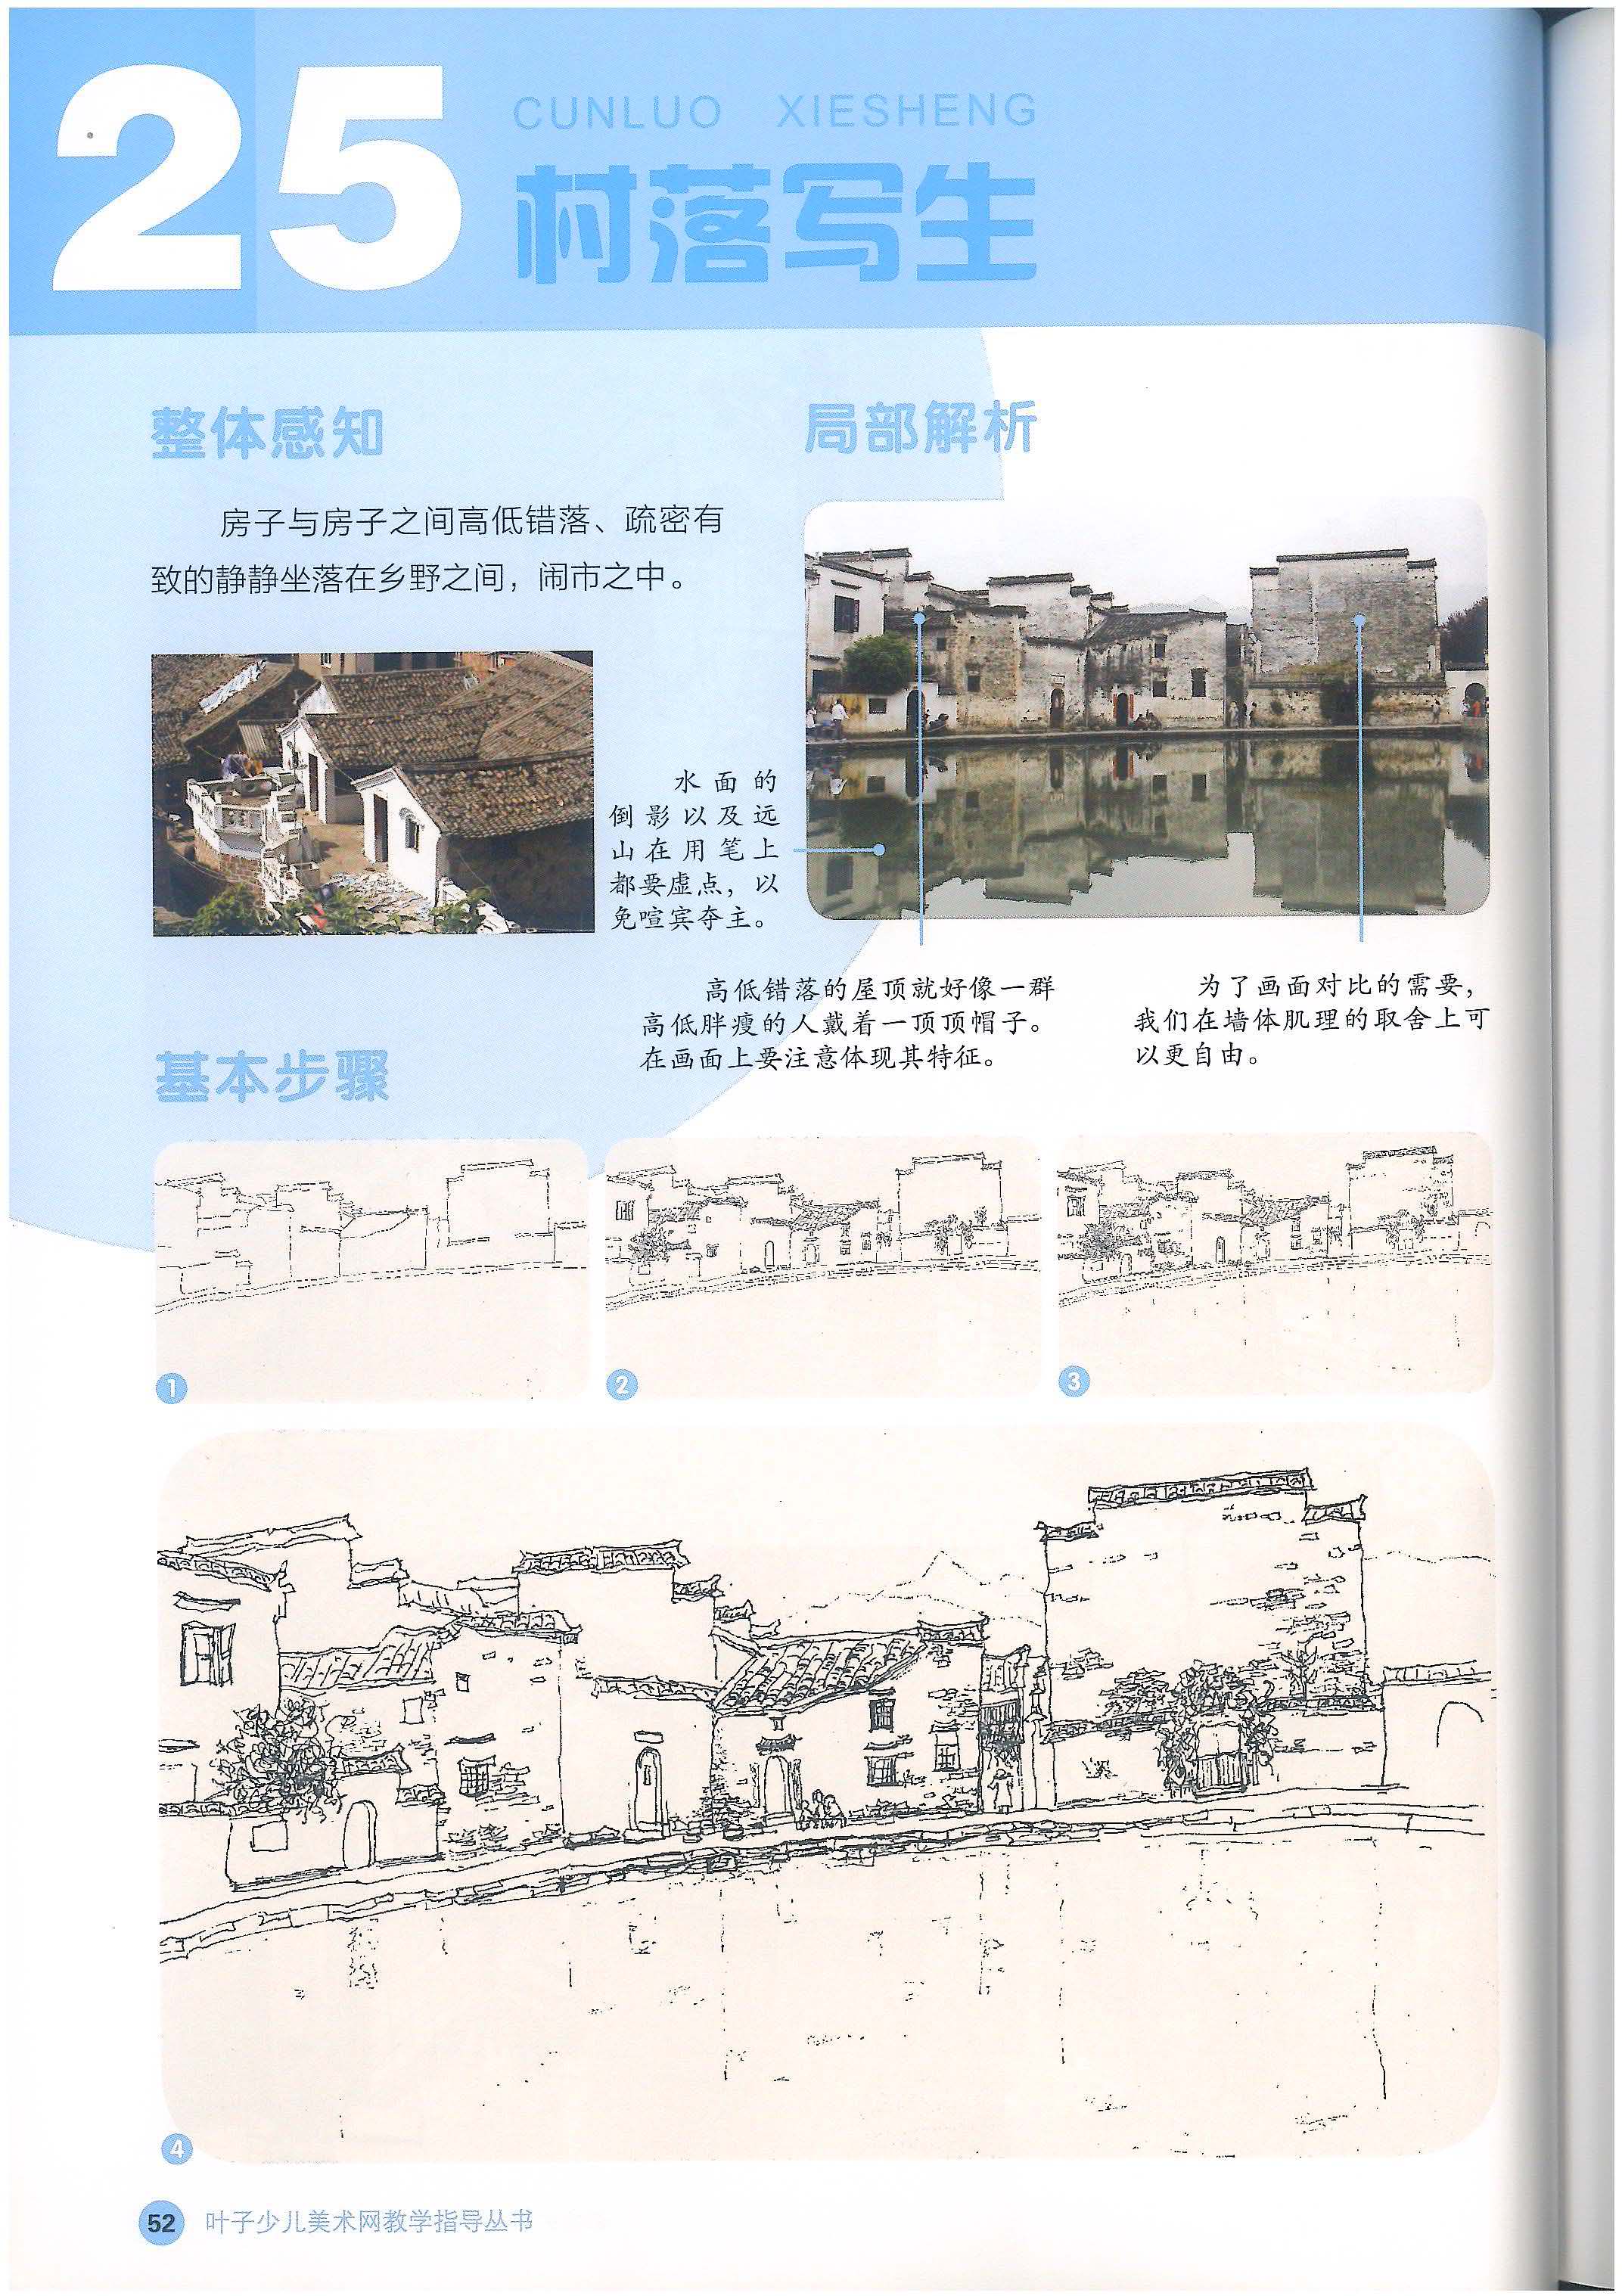 25
CUNLUO XIESHENG
村落写生
整体感知
房子与房子之间高低错落、疏密有
致的静静坐落在乡野之间，闹市之中。
局部解析
水面的
倒影以及远
山在用笔上
都要虚点，以
免喧宾夺主。
高低错落的屋顶就好像一群
高低胖瘦的人戴着一顶顶帽子。
在画面上要注意体现其特征。
为了画面对比的需要，
我们在墙体肌理的取舍上可
以更自由。
基本步骤
1
2
3
4
52 叶子少儿美术网教学指导丛书